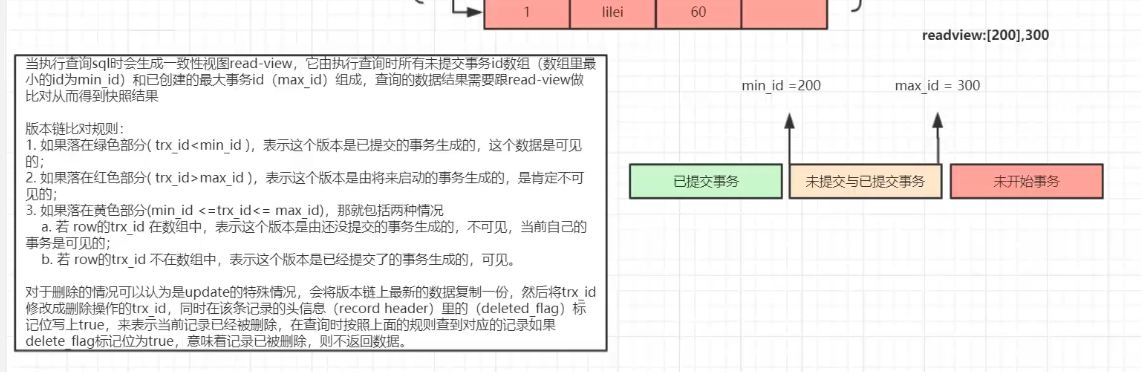 1 lilei 60
readview:[200],300
当执行查询sql时会生成一致性视图read-view，它由执行查询时所有未提交事务id数组（数组里最
小的id为min_id）和已创建的最大事务id（max_id）组成，查询的数据结果需要跟read-view做
比对从而得到快照结果
版本链比对规则：
1. 如果落在绿色部分( trx_id<min_id )，表示这个版本是已提交的事务生成的，这个数据是可见
的；
2. 如果落在红色部分( trx_id>max_id )，表示这个版本是由将来启动的事务生成的，是肯定不可
见的；
3. 如果落在黄色部分(min_id <=trx_id<= max_id)，那就包括两种情况
a. 若 row的trx_id 在数组中，表示这个版本是由还没提交的事务生成的，不可见，当前自己的
事务是可见的；
b. 若 row的trx_id 不在数组中，表示这个版本是已经提交了的事务生成的，可见。
对于删除的情况可以认为是update的特殊情况，会将版本链上最新的数据复制一份，然后将trx_id
修改成删除操作的trx_id，同时在该条记录的头信息（record header）里的（deleted_flag）标
记位写上true，来表示当前记录已经被删除，在查询时按照上面的规则查到对应的记录如果
delete_flag标记位为true，意味着记录已被删除，则不返回数据。
min_id =200
max_id = 300
已提交事务
未提交与已提交事务
未开始事务